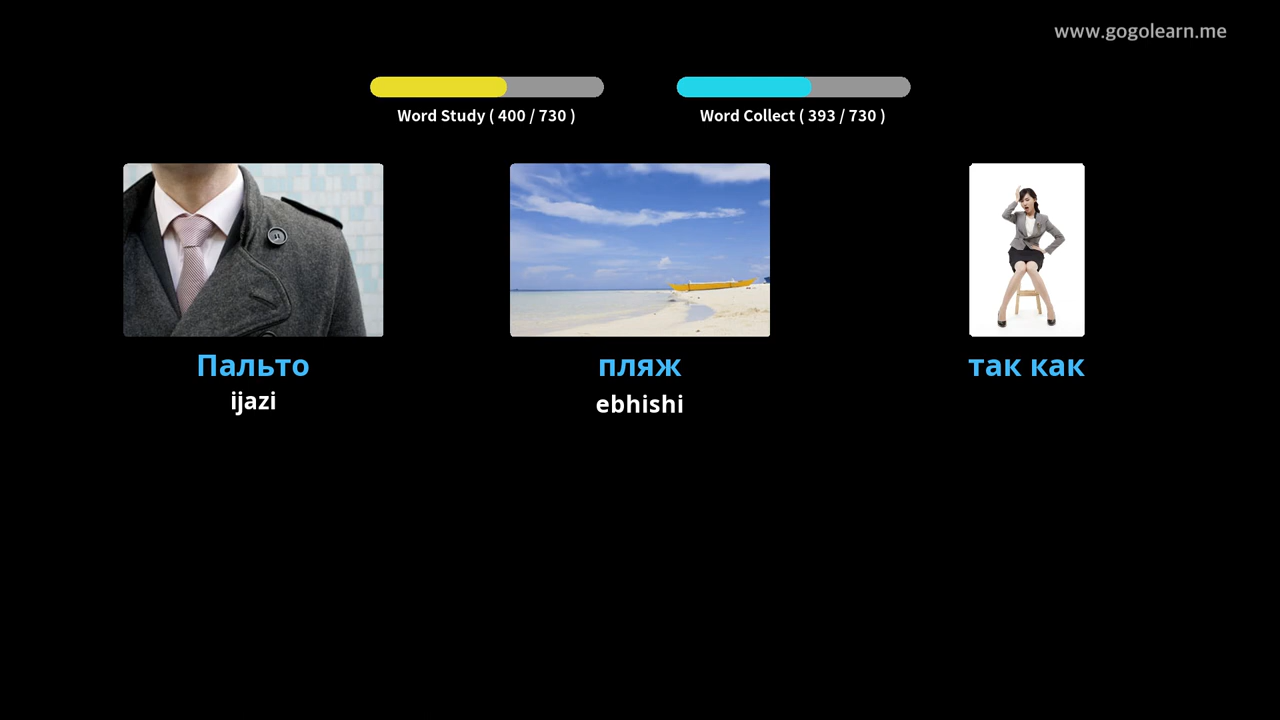 www.gogolearn.me
Word Study ( 400 / 730 )
Word Collect ( 393 / 730 )
Пальто
ijazi
пляж
ebhishi
так как